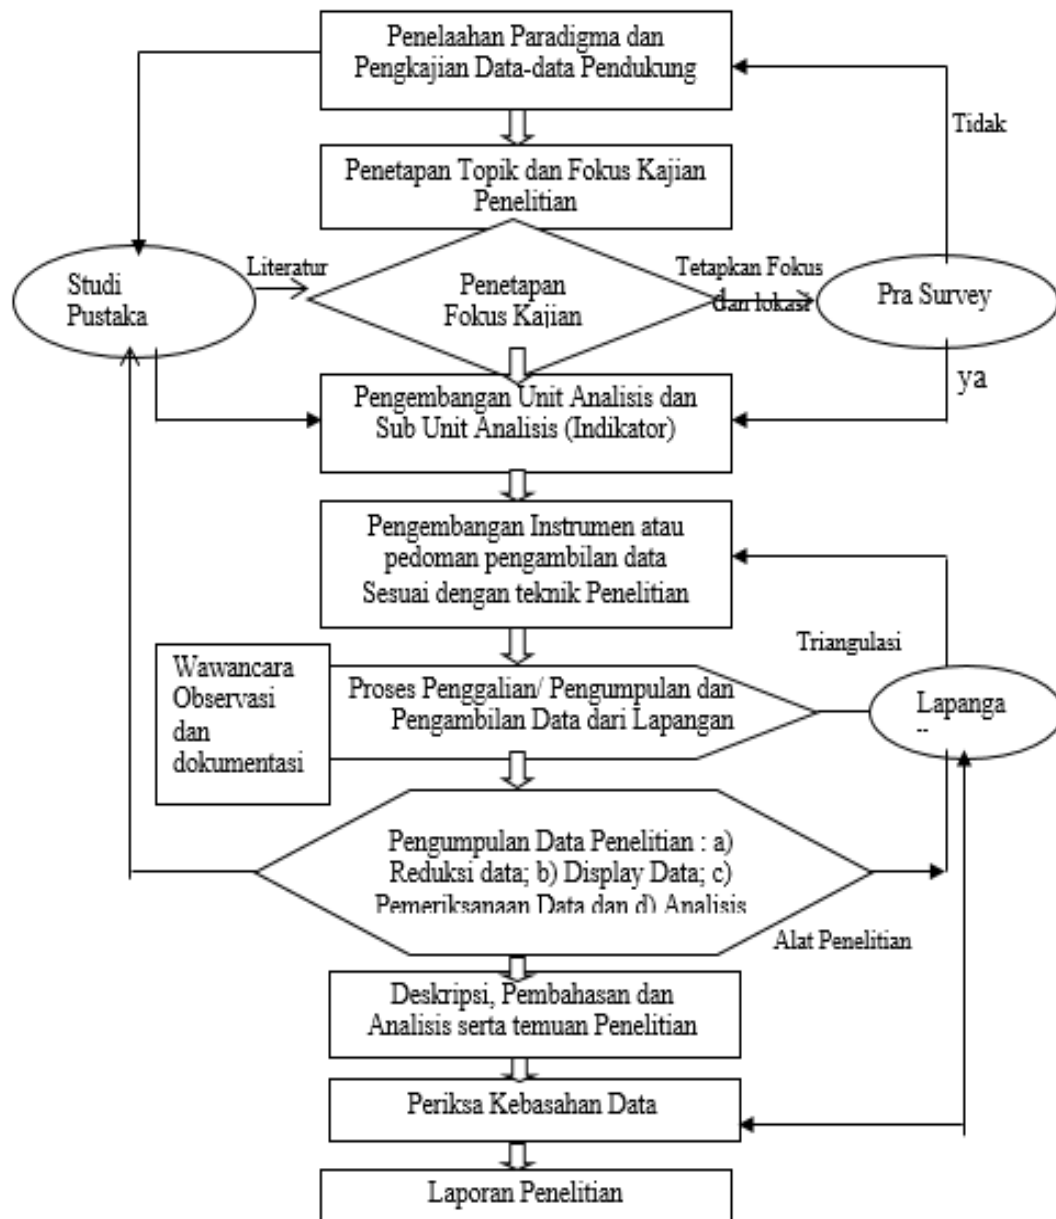 Penelaahan Paradigma dan
Pengkajian Data-data Pendukung
Tidak
Penetapan Topik dan Fokus Kajian
Penelitian
Studi
Pustaka
Literatur
Penetapan
Fokus Kajian
Tetapkan Fokus
dan lokasi
Pra Survey
ya
Pengembangan Unit Analisis dan
Sub Unit Analisis (Indikator)
Pengembangan Instrumen atau
pedoman pengambilan data
Sesuai dengan teknik Penelitian
Triangulasi
Wawancara
Observasi
dan
dokumentasi
Proses Penggalian/ Pengumpulan dan
Pengambilan Data dari Lapangan
Lapanga
Pengumpulan Data Penelitian : a)
Reduksi data; b) Display Data; c)
Pemeriksanaan Data dan d) Analisis
Alat Penelitian
Deskripsi, Pembahasan dan
Analisis serta temuan Penelitian
Periksa Kebasahan Data
Laporan Penelitian